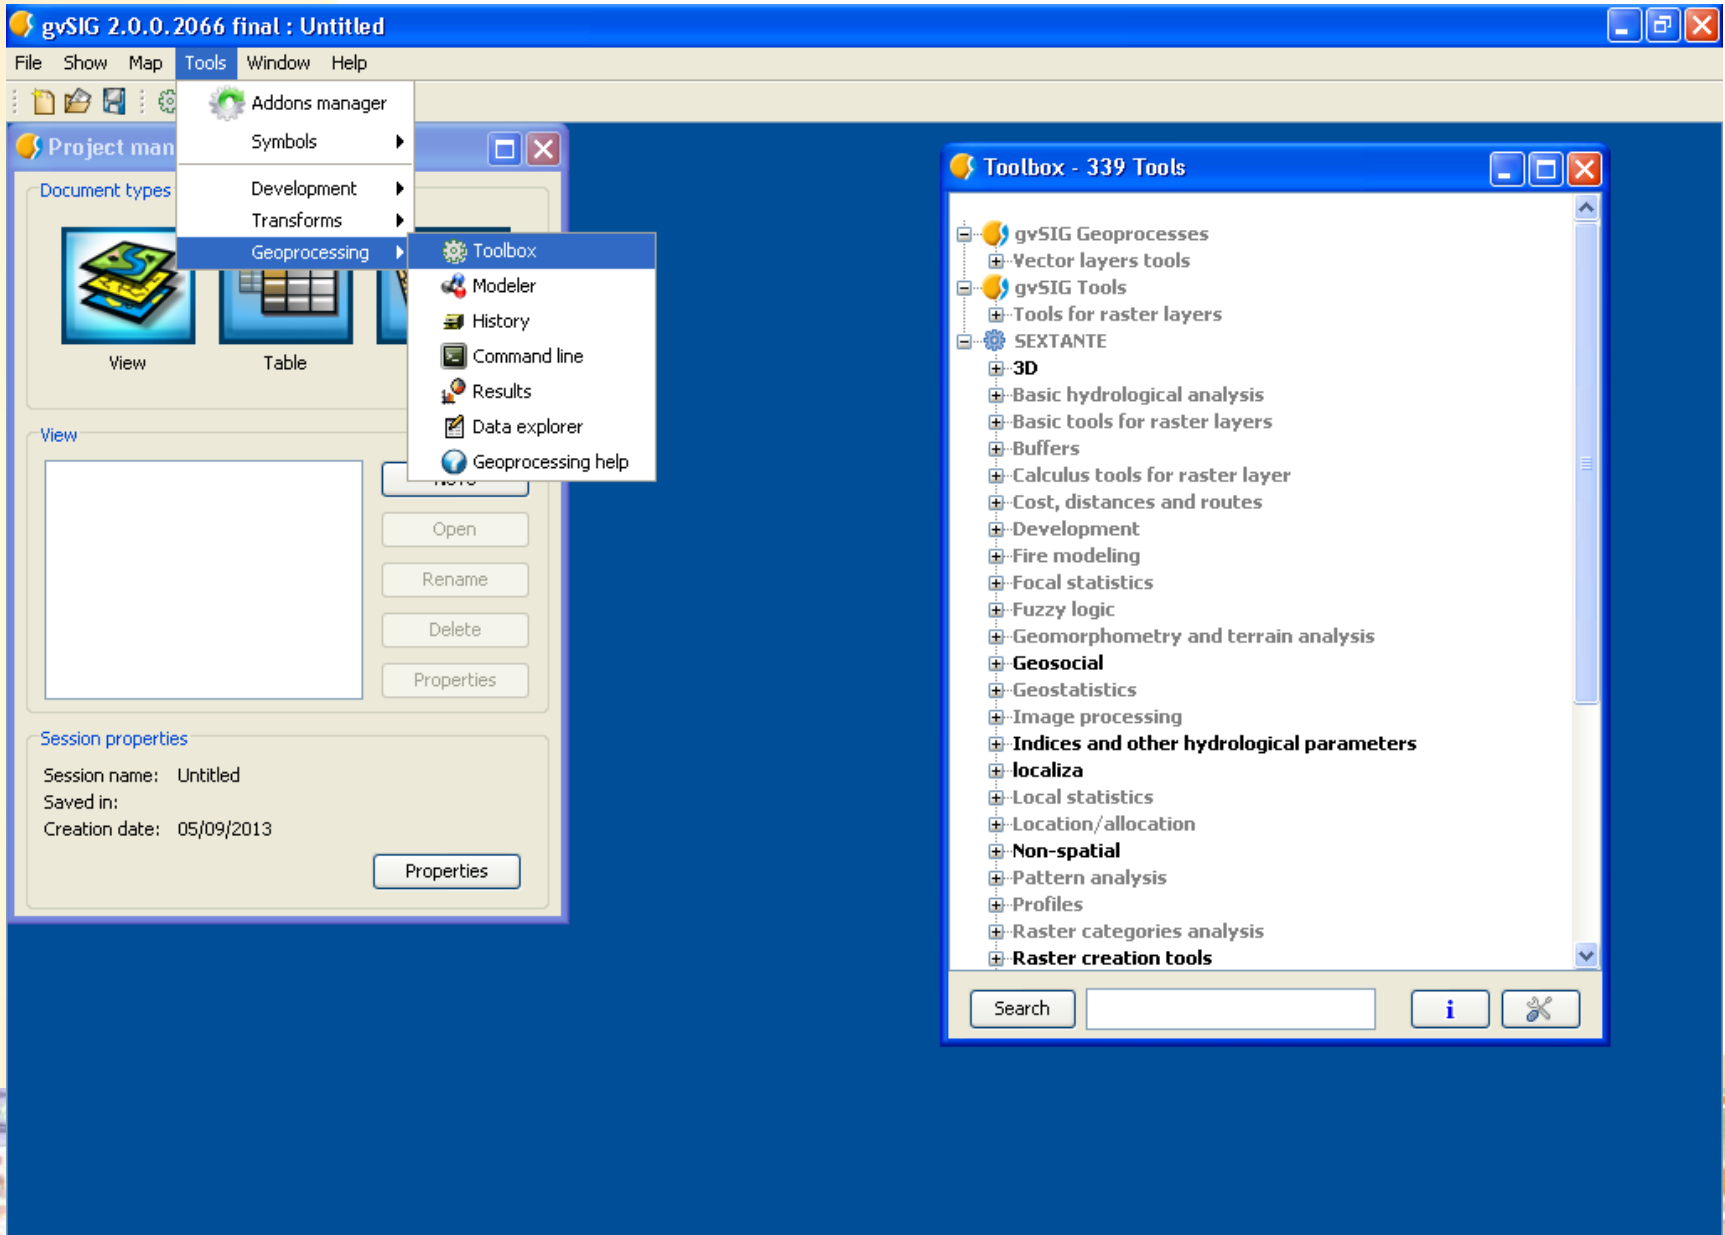 gvSIG 2.0.0.2066 final : Untitled
File Show Map Tools Window Help
Addons manager
Symbols
Development
Transforms
Geoprocessing
Toolbox
Modeler
History
Command line
Results
Data explorer
Geoprocessing help
Project man
Document types
View
Table
View
Open
Rename
Delete
Properties
Session properties
Session name: Untitled
Saved in:
Creation date: 05/09/2013
Properties
Toolbox - 339 Tools
gvSIG Geoprocesses
Vector layers tools
gvSIG Tools
Tools for raster layers
SEXTANTE
3D
Basic hydrological analysis
Basic tools for raster layers
Buffers
Calculus tools for raster layer
Cost, distances and routes
Development
Fire modeling
Focal statistics
Fuzzy logic
Geomorphometry and terrain analysis
Geosocial
Geostatistics
Image processing
Indices and other hydrological parameters
localiza
Local statistics
Location/allocation
Non-spatial
Pattern analysis
Profiles
Raster categories analysis
Raster creation tools
Search
i